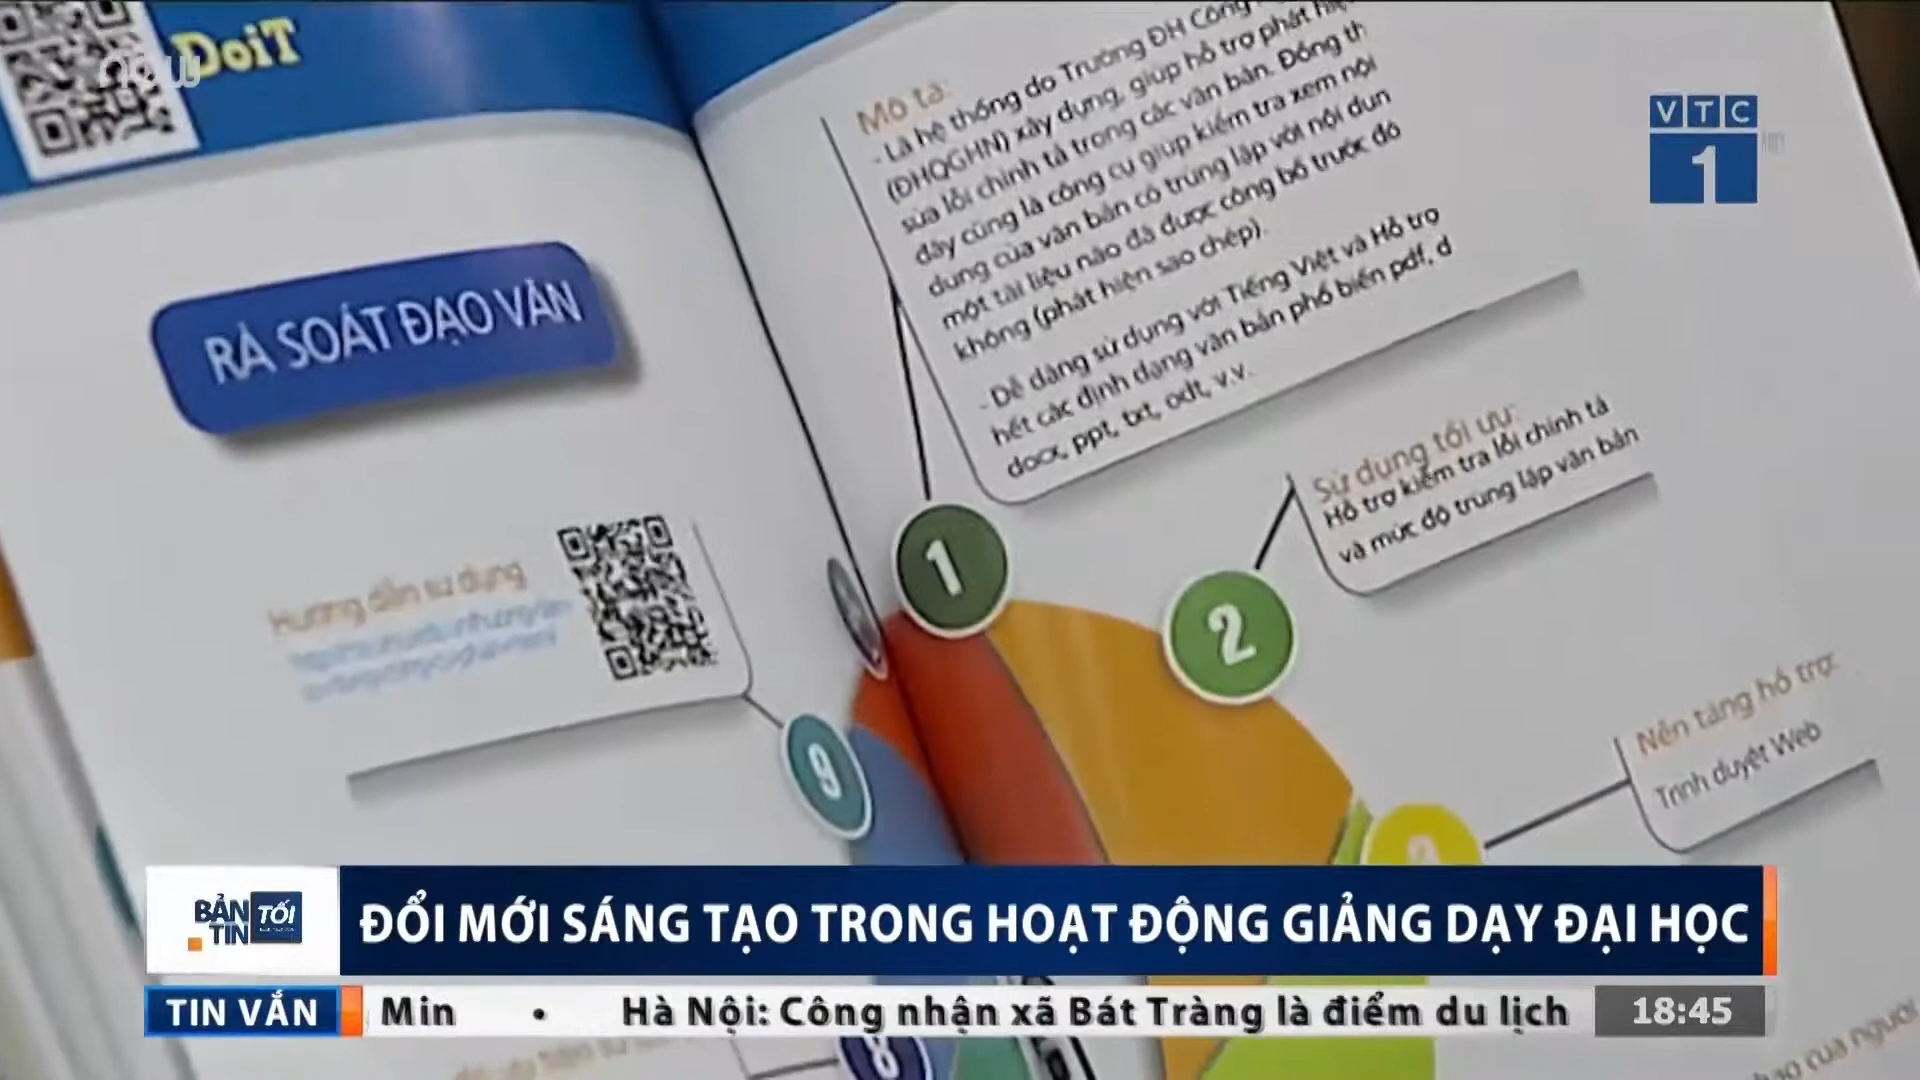 DoiT
now
VTC
1
RÀ SOÁT ĐẠO VĂN
Mô tả:
- Là hệ thống do Trường ĐH Công
(ĐHQGHN) xây dựng, giúp hỗ trợ phát hiện
sửa lỗi chính tả trong các văn bản. Đồng th
đây cũng là công cụ giúp kiểm tra xem nội
dung của văn bản có trùng lặp với nội dun
một tài liệu nào đã được công bố trước đó
không (phát hiện sao chép).
- Dễ dàng sử dụng với Tiếng Việt và Hỗ trợ
hết các định dạng văn bản phổ biến pdf, d
docx, ppt, txt, odt, v.v.
Sử dụng tối ưu:
Hỗ trợ kiểm tra lỗi chính tả
và mức độ trùng lặp văn bản
Hướng dẫn sử dụng
1
2
Nền tảng hỗ trợ:
Trình duyệt Web
9
3
BẢN TIN TỐI
ĐỔI MỚI SÁNG TẠO TRONG HOẠT ĐỘNG GIẢNG DẠY ĐẠI HỌC
TIN VẮN
Min • Hà Nội: Công nhận xã Bát Tràng là điểm du lịch
18:45
8
của người